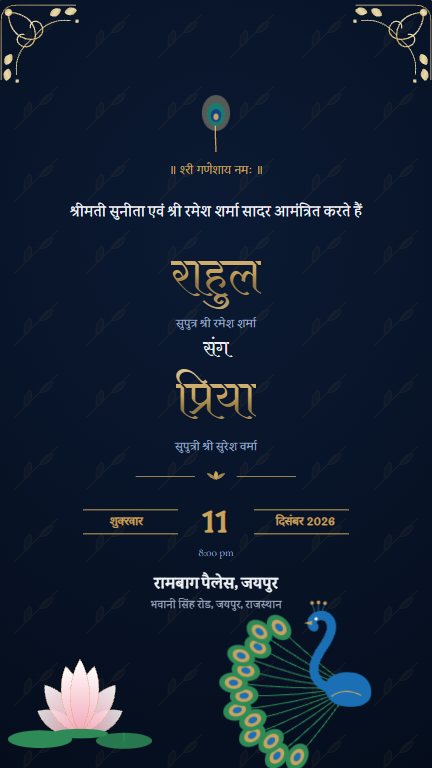 ॥ श्री गणेशाय नमः ॥
श्रीमती सुनीता एवं श्री रमेश शर्मा सादर आमंत्रित करते हैं
राहुल
सुपुत्र श्री रमेश शर्मा
संग
प्रिया
सुपुत्री श्री सुरेश वर्मा
शुक्रवार 11 दिसंबर 2026
8:00 pm
रामबाग पैलेस, जयपुर
भवानी सिंह रोड, जयपुर, राजस्थान